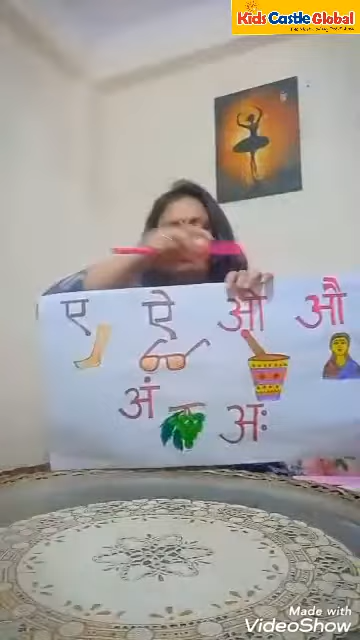 Kids Castle Global
ए ऐ ओ औ
अं अः
Made with
VideoShow